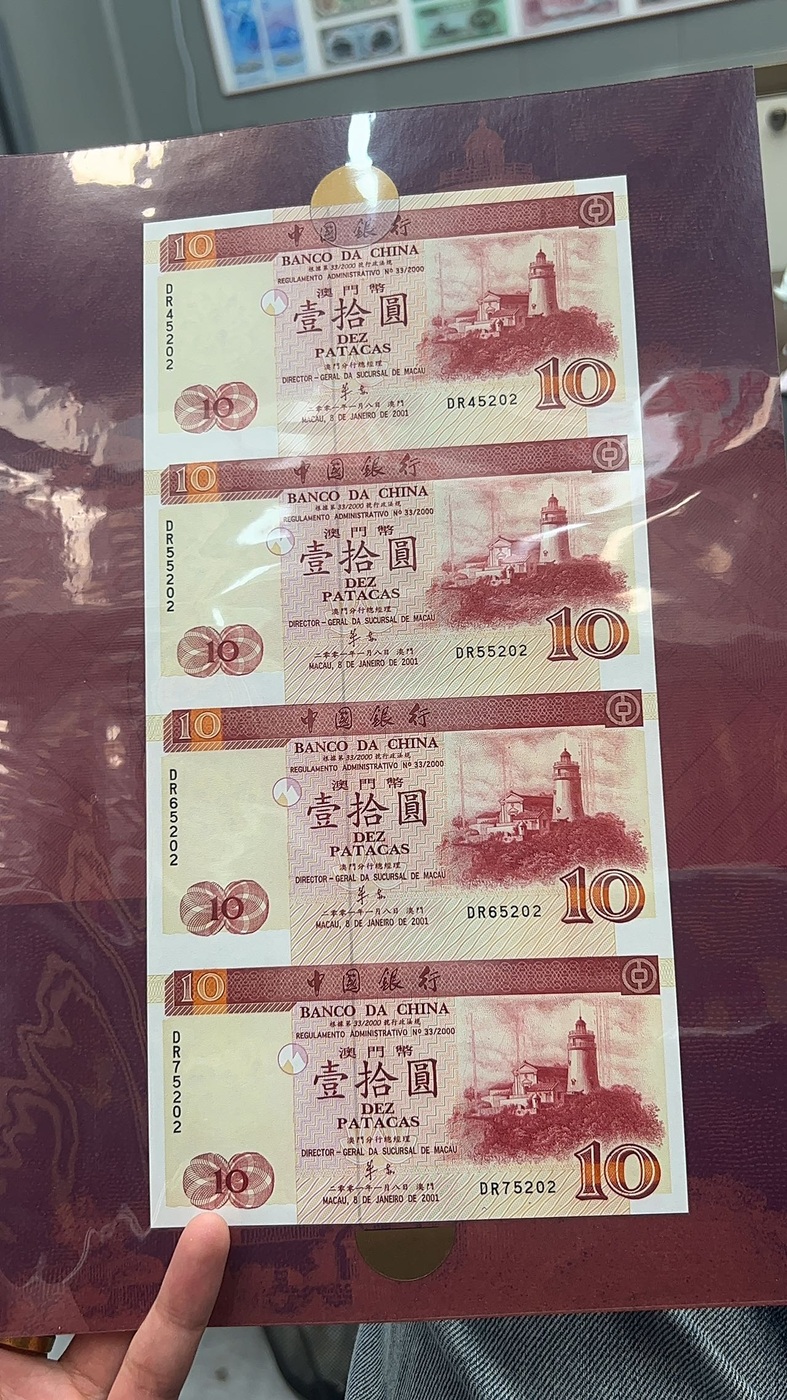 10 中國銀行
BANCO DA CHINA
根據第33/2000號行政法規
REGULAMENTO ADMINISTRATIVO Nº 33/2000
澳門幣
壹拾圓
DEZ
PATACAS
澳門分行總經理
DIRECTOR-GERAL DA SUCURSAL DE MACAU
二零零一年一月八日 澳門
MACAU, 8 DE JANEIRO DE 2001
DR45202
10
DR45202
10
10 中國銀行
BANCO DA CHINA
根據第33/2000號行政法規
REGULAMENTO ADMINISTRATIVO Nº 33/2000
澳門幣
壹拾圓
DEZ
PATACAS
澳門分行總經理
DIRECTOR-GERAL DA SUCURSAL DE MACAU
二零零一年一月八日 澳門
MACAU, 8 DE JANEIRO DE 2001
DR55202
10
DR55202
10
10 中國銀行
BANCO DA CHINA
根據第33/2000號行政法規
REGULAMENTO ADMINISTRATIVO Nº 33/2000
澳門幣
壹拾圓
DEZ
PATACAS
澳門分行總經理
DIRECTOR-GERAL DA SUCURSAL DE MACAU
二零零一年一月八日 澳門
MACAU, 8 DE JANEIRO DE 2001
DR65202
10
DR65202
10
10 中國銀行
BANCO DA CHINA
根據第33/2000號行政法規
REGULAMENTO ADMINISTRATIVO Nº 33/2000
澳門幣
壹拾圓
DEZ
PATACAS
澳門分行總經理
DIRECTOR-GERAL DA SUCURSAL DE MACAU
二零零一年一月八日 澳門
MACAU, 8 DE JANEIRO DE 2001
DR75202
10
DR75202
10